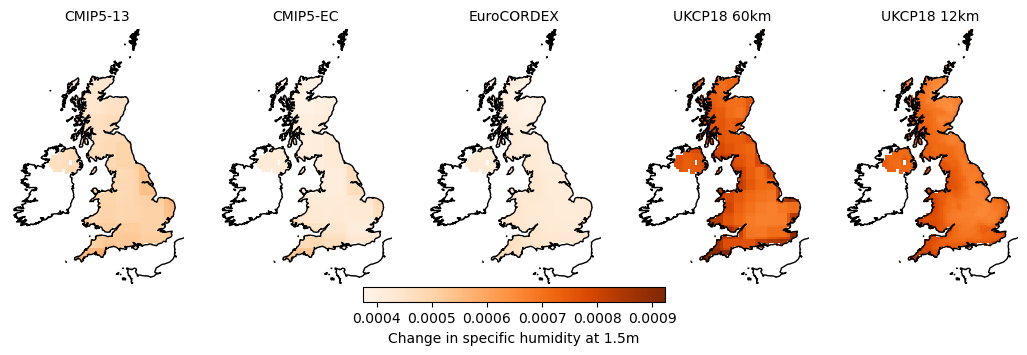 CMIP5-13 CMIP5-EC EuroCORDEX UKCP18 60km UKCP18 12km
0.0004 0.0005 0.0006 0.0007 0.0008 0.0009
Change in specific humidity at 1.5m